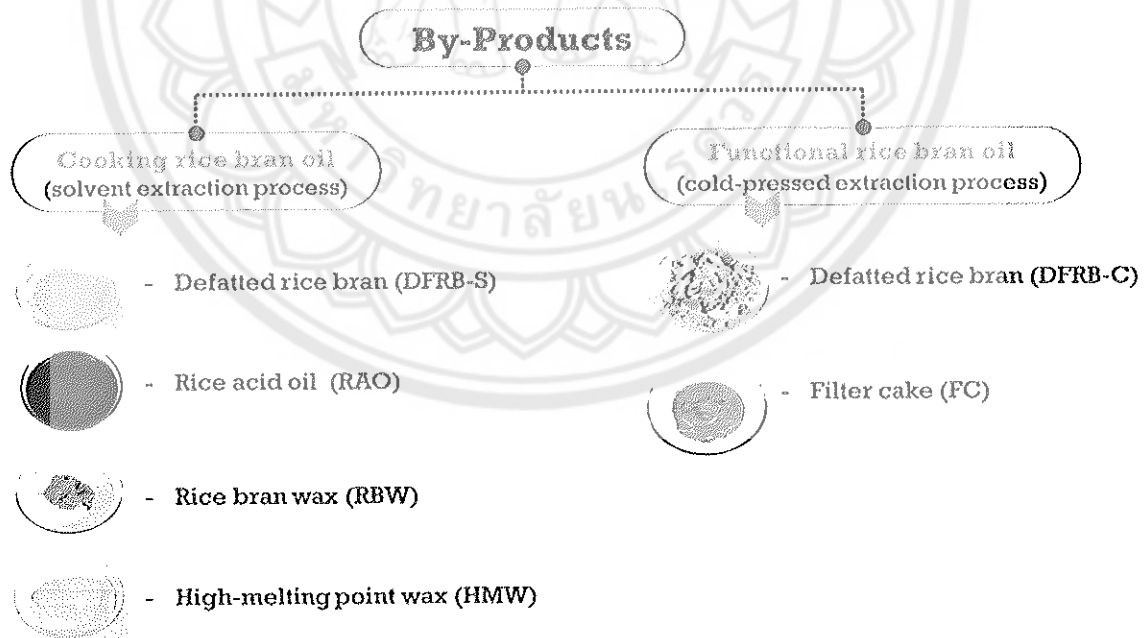 By-Products
Cooking rice bran oil
(solvent extraction process)
Functional rice bran oil
(cold-pressed extraction process)
- Defatted rice bran (DFRB-S)
- Rice acid oil (RAO)
- Rice bran wax (RBW)
- High-melting point wax (HMW)
- Defatted rice bran (DFRB-C)
- Filter cake (FC)